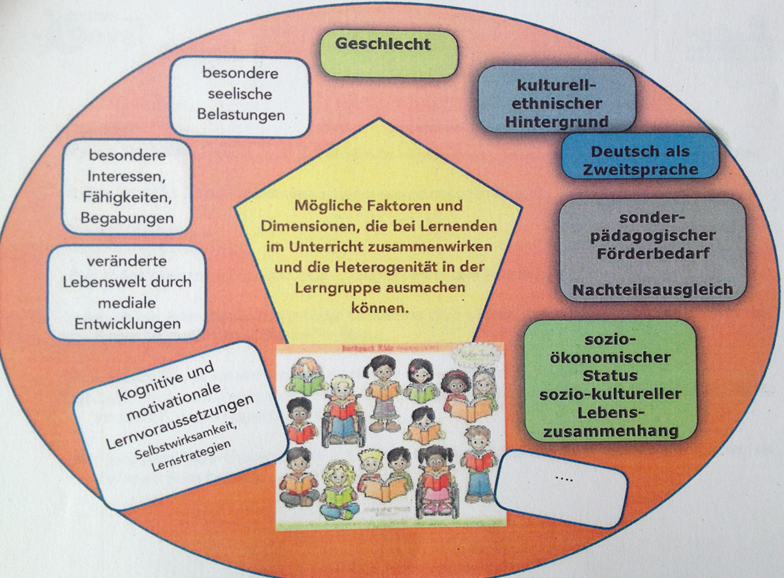 Geschlecht
besondere
seelische
Belastungen
kulturell-
ethnischer
Hintergrund
Deutsch als
Zweitsprache
besondere
Interessen,
Fähigkeiten,
Begabungen
Mögliche Faktoren und
Dimensionen, die bei Lernenden
im Unterricht zusammenwirken
und die Heterogenität in der
Lerngruppe ausmachen
können.
sonder-
pädagogischer
Förderbedarf
Nachteilsausgleich
veränderte
Lebenswelt durch
mediale
Entwicklungen
sozio-
ökonomischer
Status
sozio-kultureller
Lebens-
zusammenhang
kognitive und
motivationale
Lernvoraussetzungen
Selbstwirksamkeit,
Lernstrategien
....